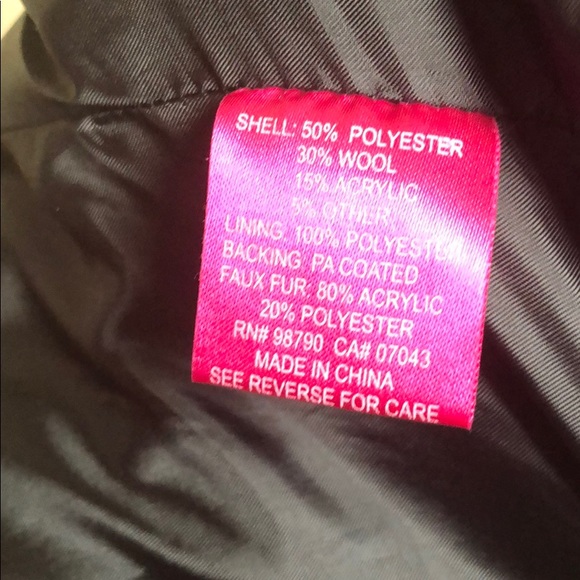 SHELL: 50% POLYESTER
30% WOOL
15% ACRYLIC
5% OTHER
LINING: 100% POLYESTER
BACKING: PA COATED
FAUX FUR: 80% ACRYLIC
20% POLYESTER
RN# 98790 CA# 07043
MADE IN CHINA
SEE REVERSE FOR CARE